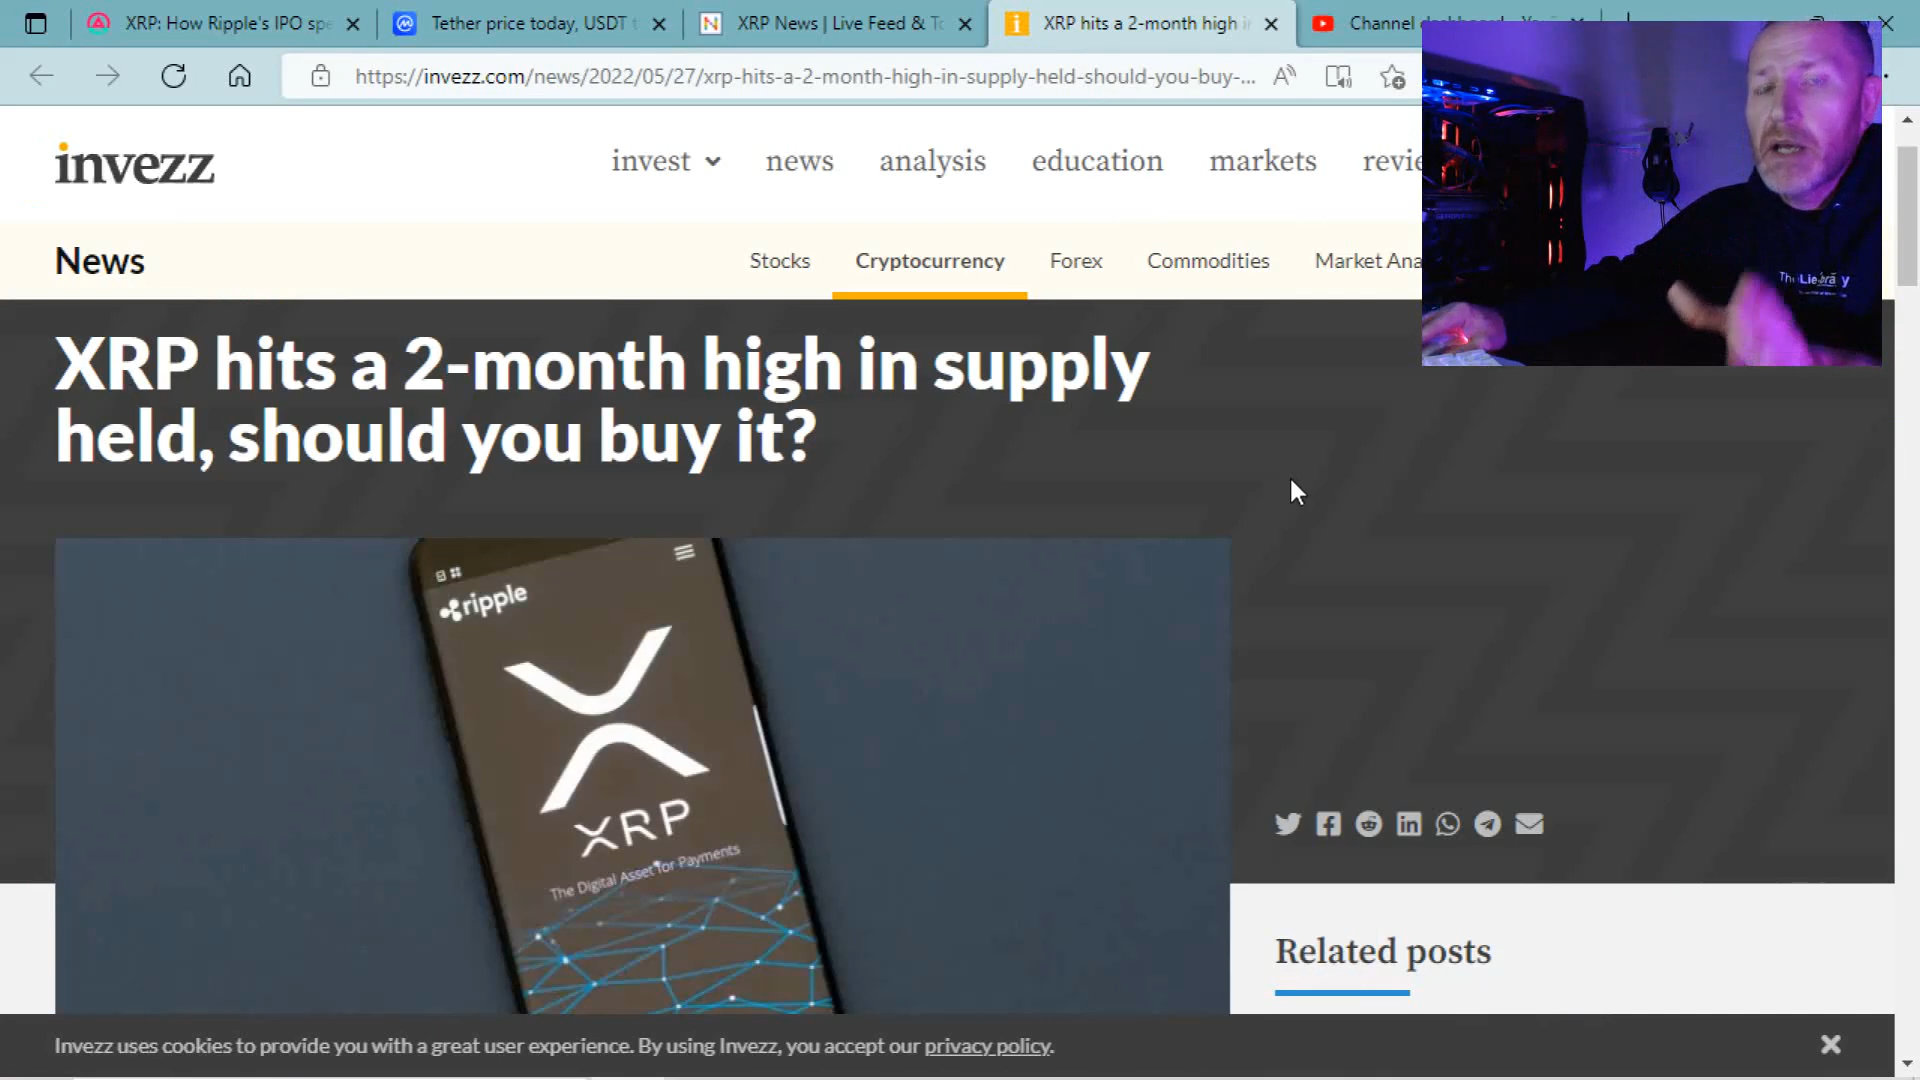 XRP: How Ripple's IPO spe
Tether price today, USDT t
XRP News | Live Feed & To
XRP hits a 2-month high i
Channel dashboard
https://invezz.com/news/2022/05/27/xrp-hits-a-2-month-high-in-supply-held-should-you-buy-...
invezz
invest
news
analysis
education
markets
revie
News
Stocks
Cryptocurrency
Forex
Commodities
Market Ana
XRP hits a 2-month high in supply
held, should you buy it?
ripple
XRP
The Digital Asset for Payments
Related posts
Invezz uses cookies to provide you with a great user experience. By using Invezz, you accept our privacy policy.